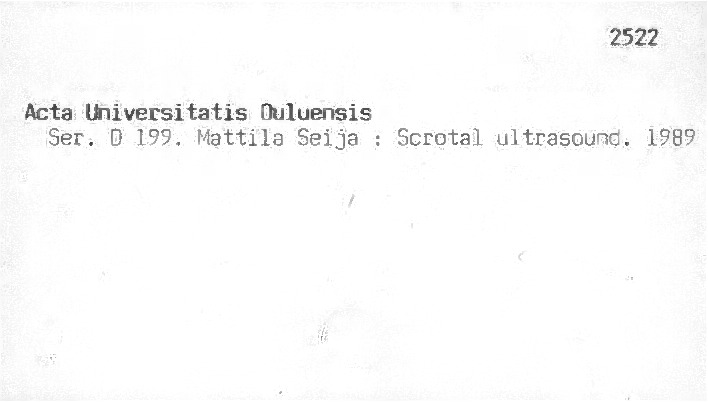 2522
Acta Universitatis Ouluensis
Ser. D 199. Mattila Seija : Scrotal ultrasound. 1989